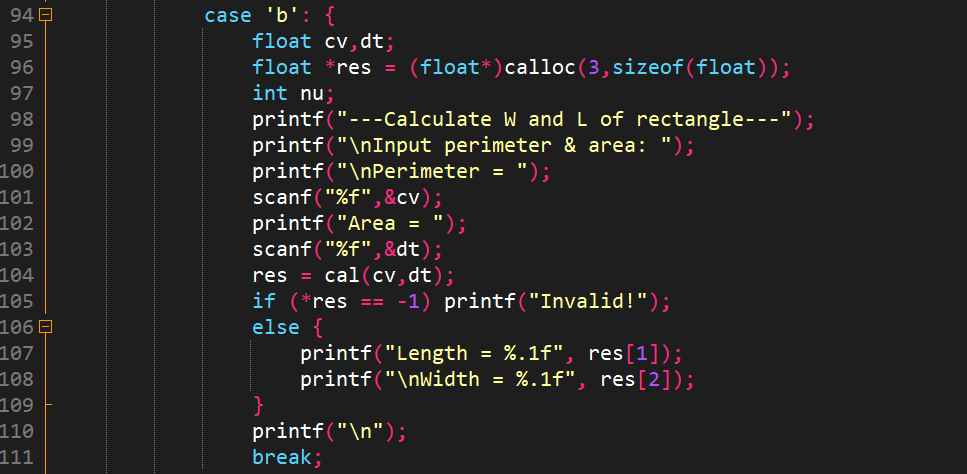 94 case 'b': {
95 float cv,dt;
96 float *res = (float*)calloc(3,sizeof(float));
97 int nu;
98 printf("---Calculate W and L of rectangle---");
99 printf("\nInput perimeter & area: ");
100 printf("\nPerimeter = ");
101 scanf("%f",&cv);
102 printf("Area = ");
103 scanf("%f",&dt);
104 res = cal(cv,dt);
105 if (*res == -1) printf("Invalid!");
106 else {
107 printf("Length = %.1f", res[1]);
108 printf("\nWidth = %.1f", res[2]);
109 }
110 printf("\n");
111 break;